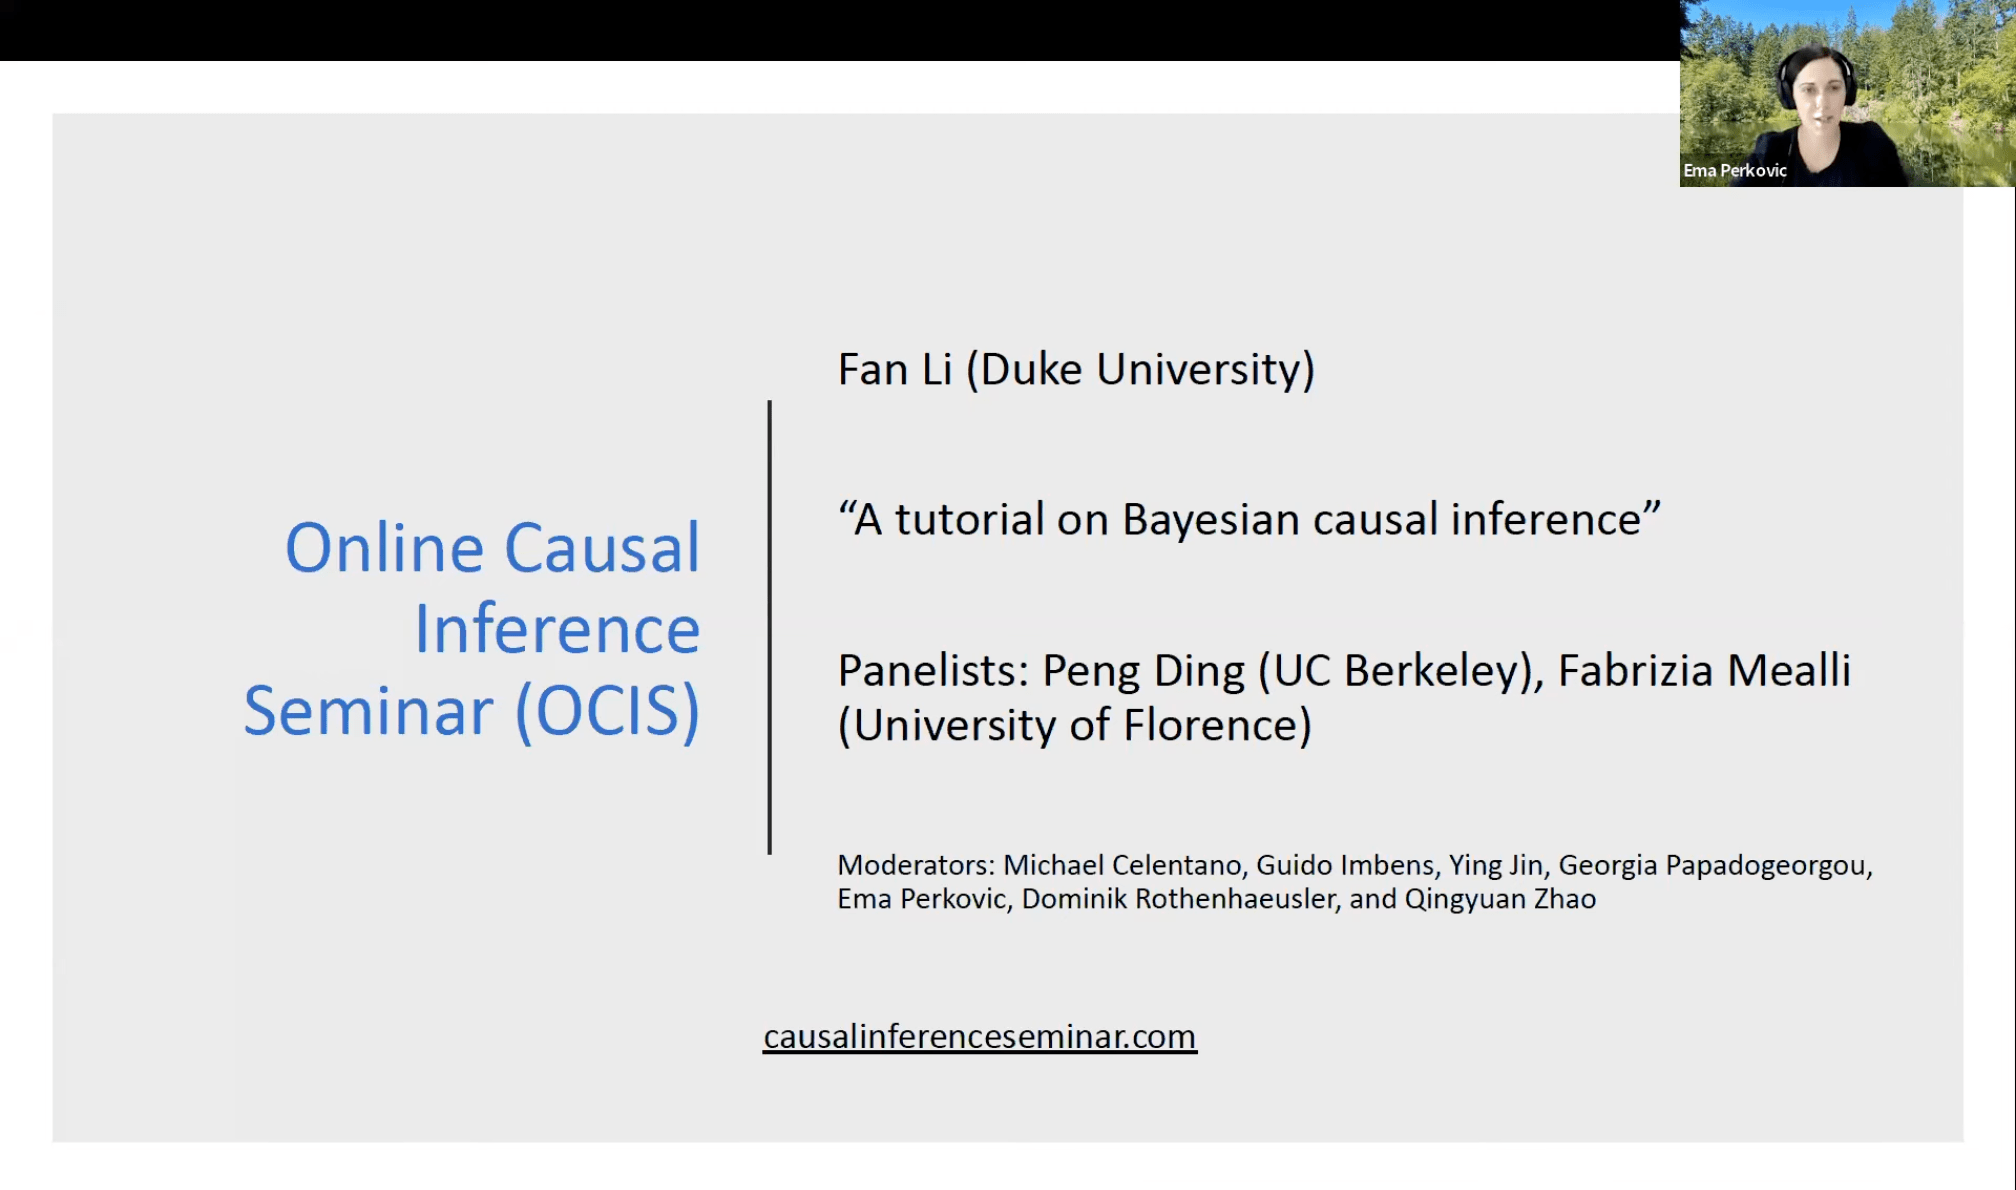 Ema Perkovic
Online Causal
Inference
Seminar (OCIS)
Fan Li (Duke University)
“A tutorial on Bayesian causal inference”
Panelists: Peng Ding (UC Berkeley), Fabrizia Mealli
(University of Florence)
Moderators: Michael Celentano, Guido Imbens, Ying Jin, Georgia Papadogeorgou,
Ema Perkovic, Dominik Rothenhaeusler, and Qingyuan Zhao
causalinferenceseminar.com